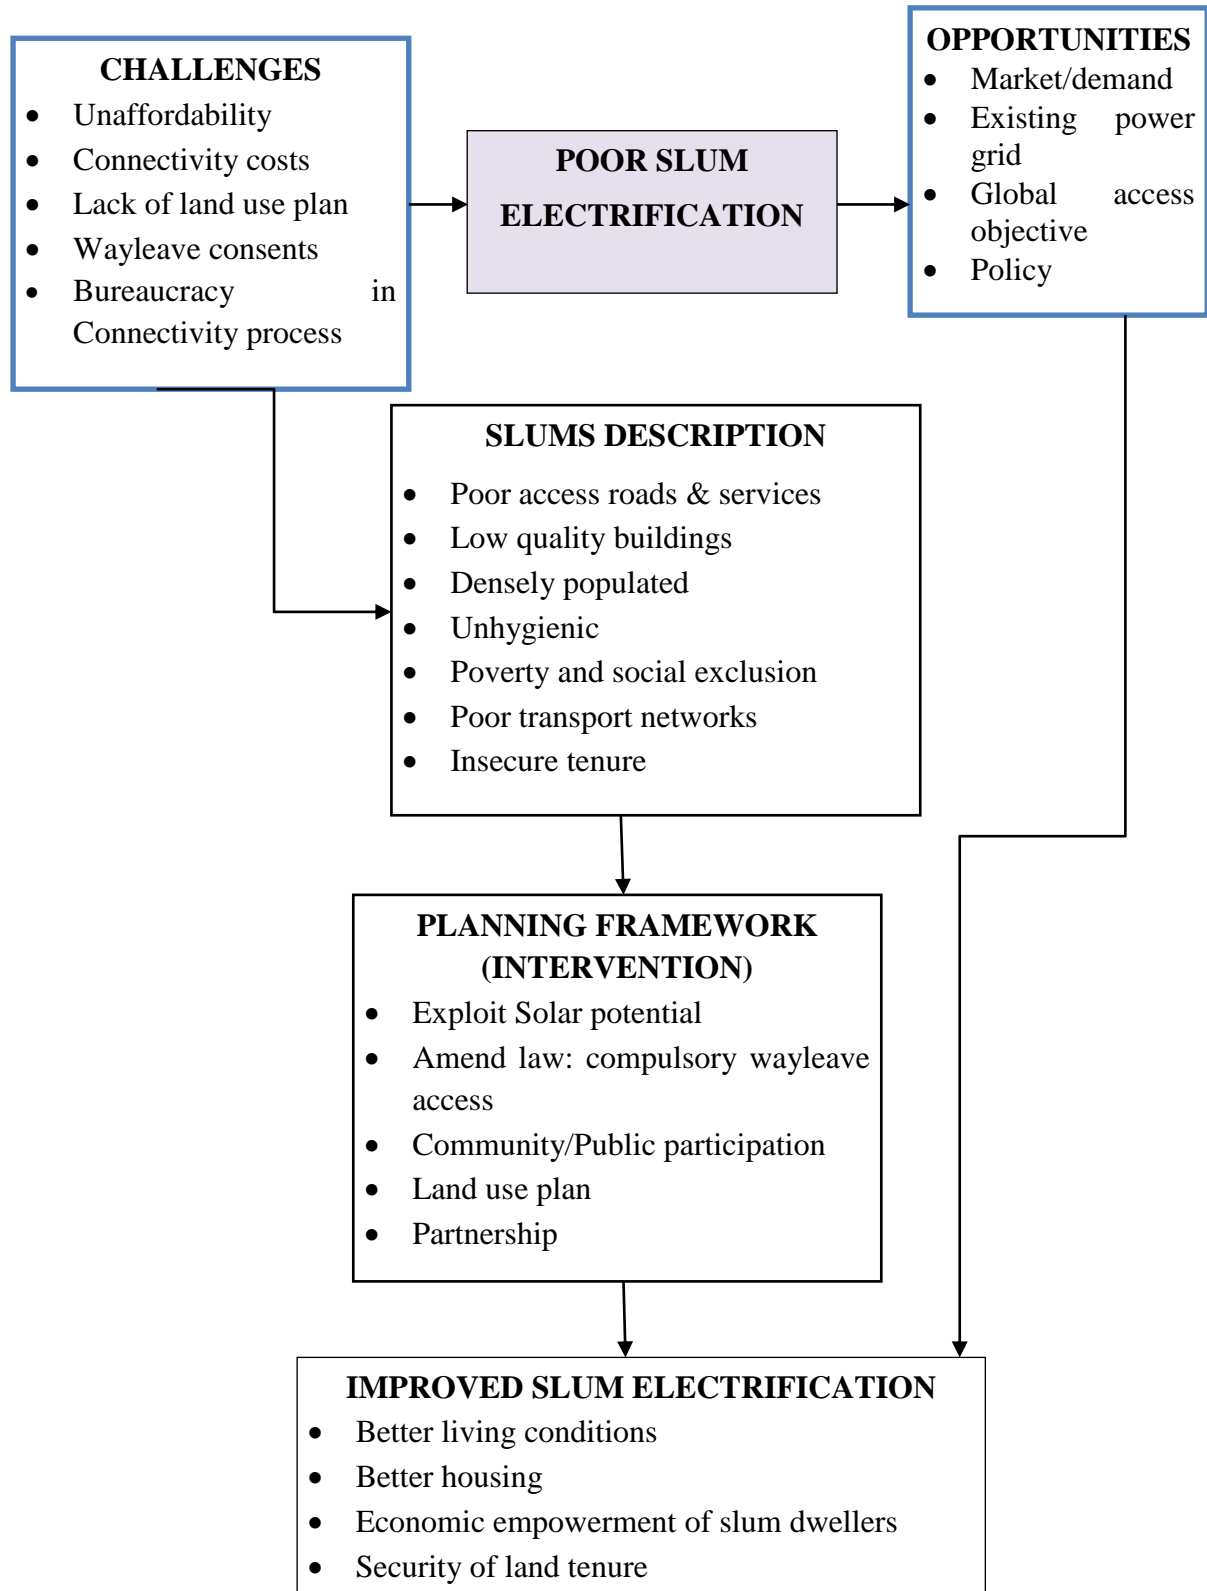 CHALLENGES
• Unaffordability
• Connectivity costs
• Lack of land use plan
• Wayleave consents
• Bureaucracy in
Connectivity process
POOR SLUM
ELECTRIFICATION
OPPORTUNITIES
• Market/demand
• Existing power
grid
• Global access
objective
• Policy
SLUMS DESCRIPTION
• Poor access roads & services
• Low quality buildings
• Densely populated
• Unhygienic
• Poverty and social exclusion
• Poor transport networks
• Insecure tenure
PLANNING FRAMEWORK
(INTERVENTION)
• Exploit Solar potential
• Amend law: compulsory wayleave
access
• Community/Public participation
• Land use plan
• Partnership
IMPROVED SLUM ELECTRIFICATION
• Better living conditions
• Better housing
• Economic empowerment of slum dwellers
• Security of land tenure